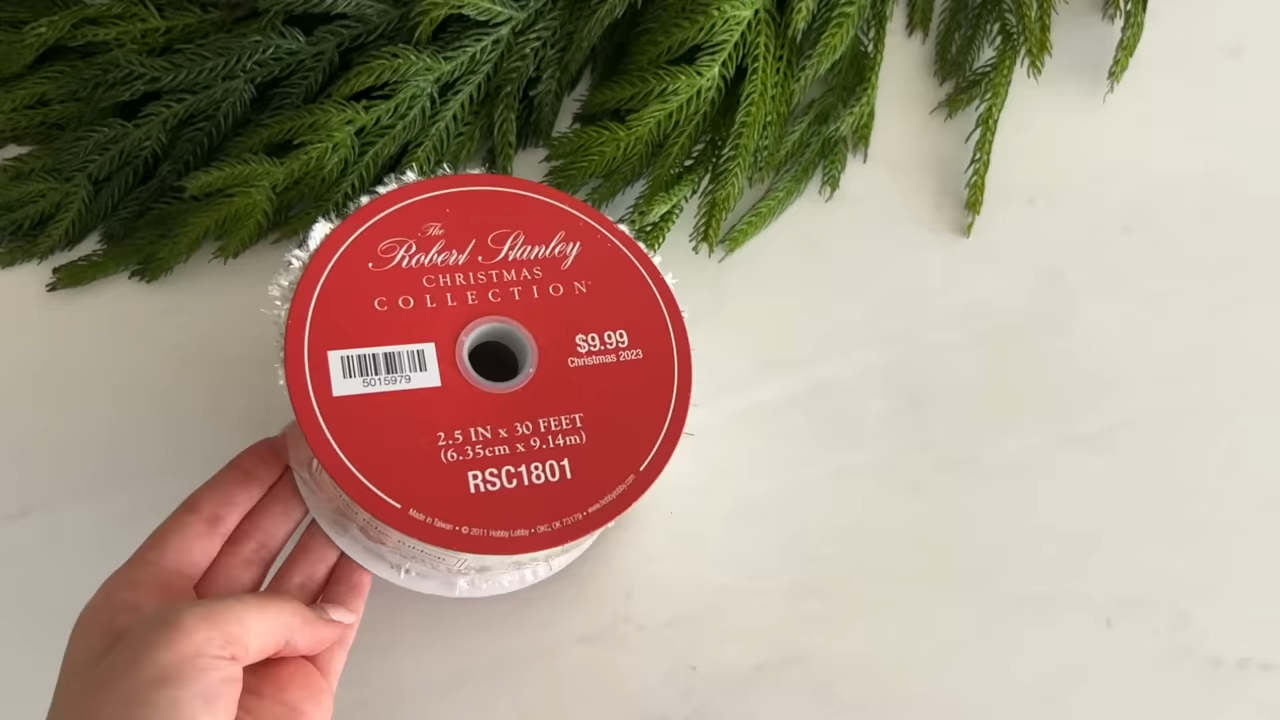 The
Robert Stanley
CHRISTMAS
COLLECTION
5015979
$9.99
Christmas 2023
2.5 IN x 30 FEET
(6.35cm x 9.14m)
RSC1801
Made in Taiwan • © 2011 Hobby Lobby • OKC, OK 73179 • www.hobbylobby.com
ribbon